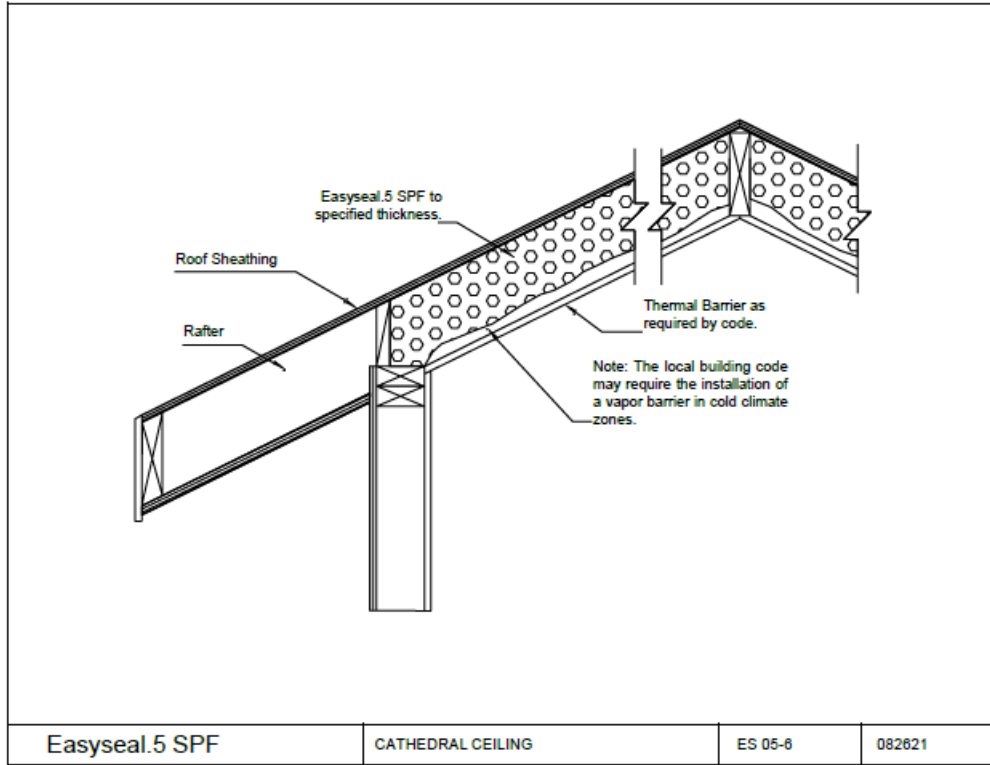 Easyseal.5 SPF to
specified thickness.
Roof Sheathing
Rafter
Thermal Barrier as
required by code.
Note: The local building code
may require the installation of
a vapor barrier in cold climate
zones.
Easyseal.5 SPF
CATHEDRAL CEILING
ES 05-6
082621